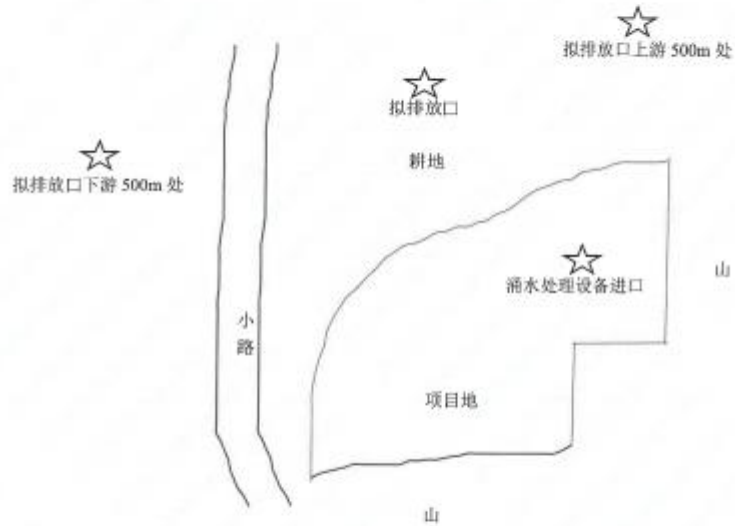 拟排放口上游 500m 处
拟排放口
耕地
拟排放口下游 500m 处
山
涌水处理设备进口
小
路
项目地
山